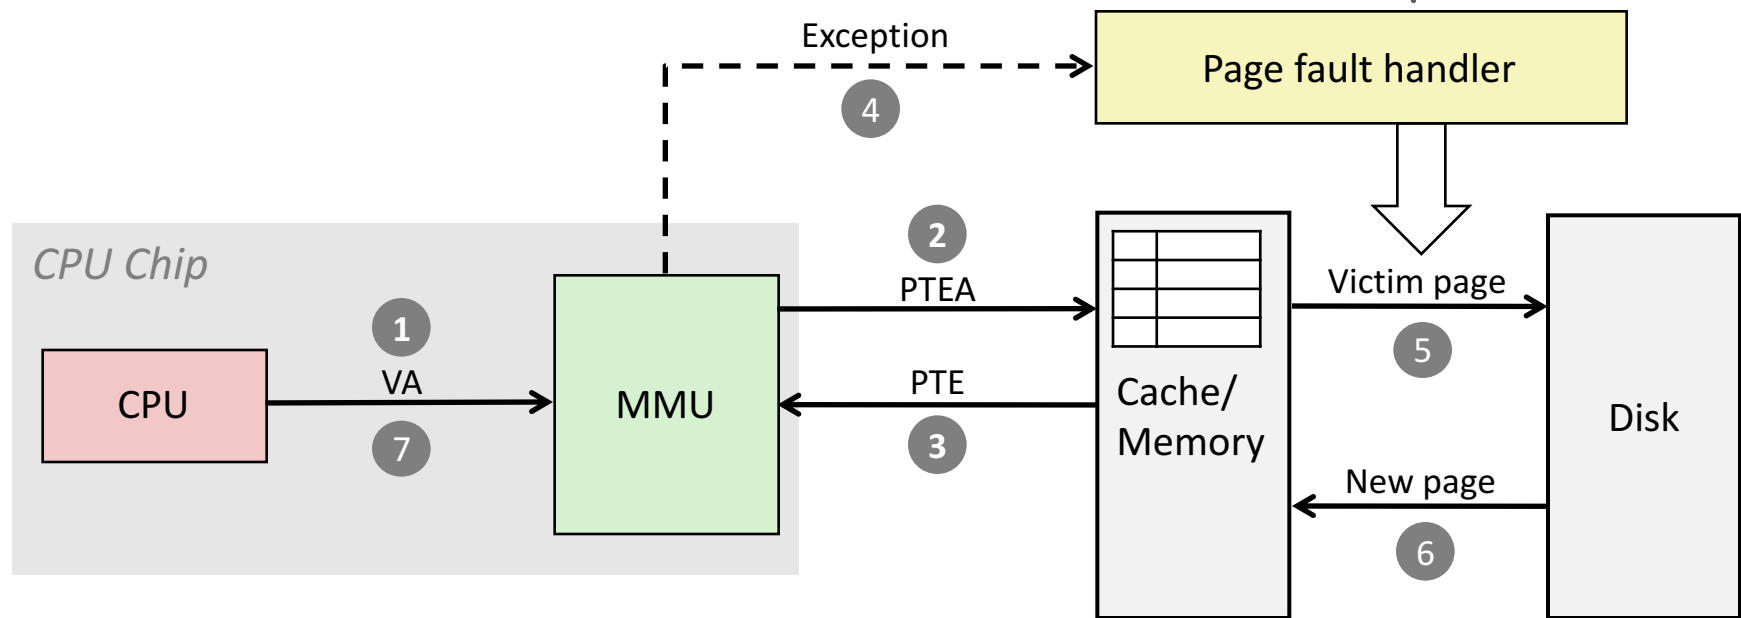 Exception
Page fault handler
4
CPU Chip
2
PTEA
Victim page
1
VA
CPU
MMU
PTE
Cache/
Memory
5
Disk
7
3
New page
6